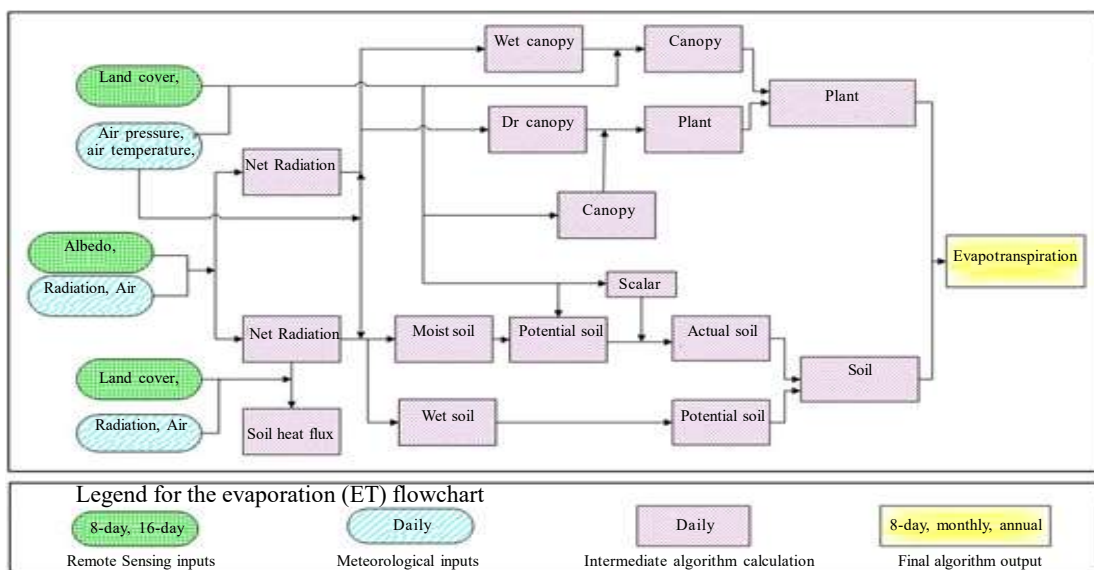 Wet canopy
Canopy
Land cover,
Plant
Air pressure,
air temperature,
Dr canopy
Plant
Net Radiation
Canopy
Albedo,
Evapotranspiration
Radiation, Air
Scalar
Net Radiation
Moist soil
Potential soil
Actual soil
Land cover,
Soil
Radiation, Air
Soil heat flux
Wet soil
Potential soil
Legend for the evaporation (ET) flowchart
8-day, 16-day
Daily
Daily
8-day, monthly, annual
Remote Sensing inputs
Meteorological inputs
Intermediate algorithm calculation
Final algorithm output